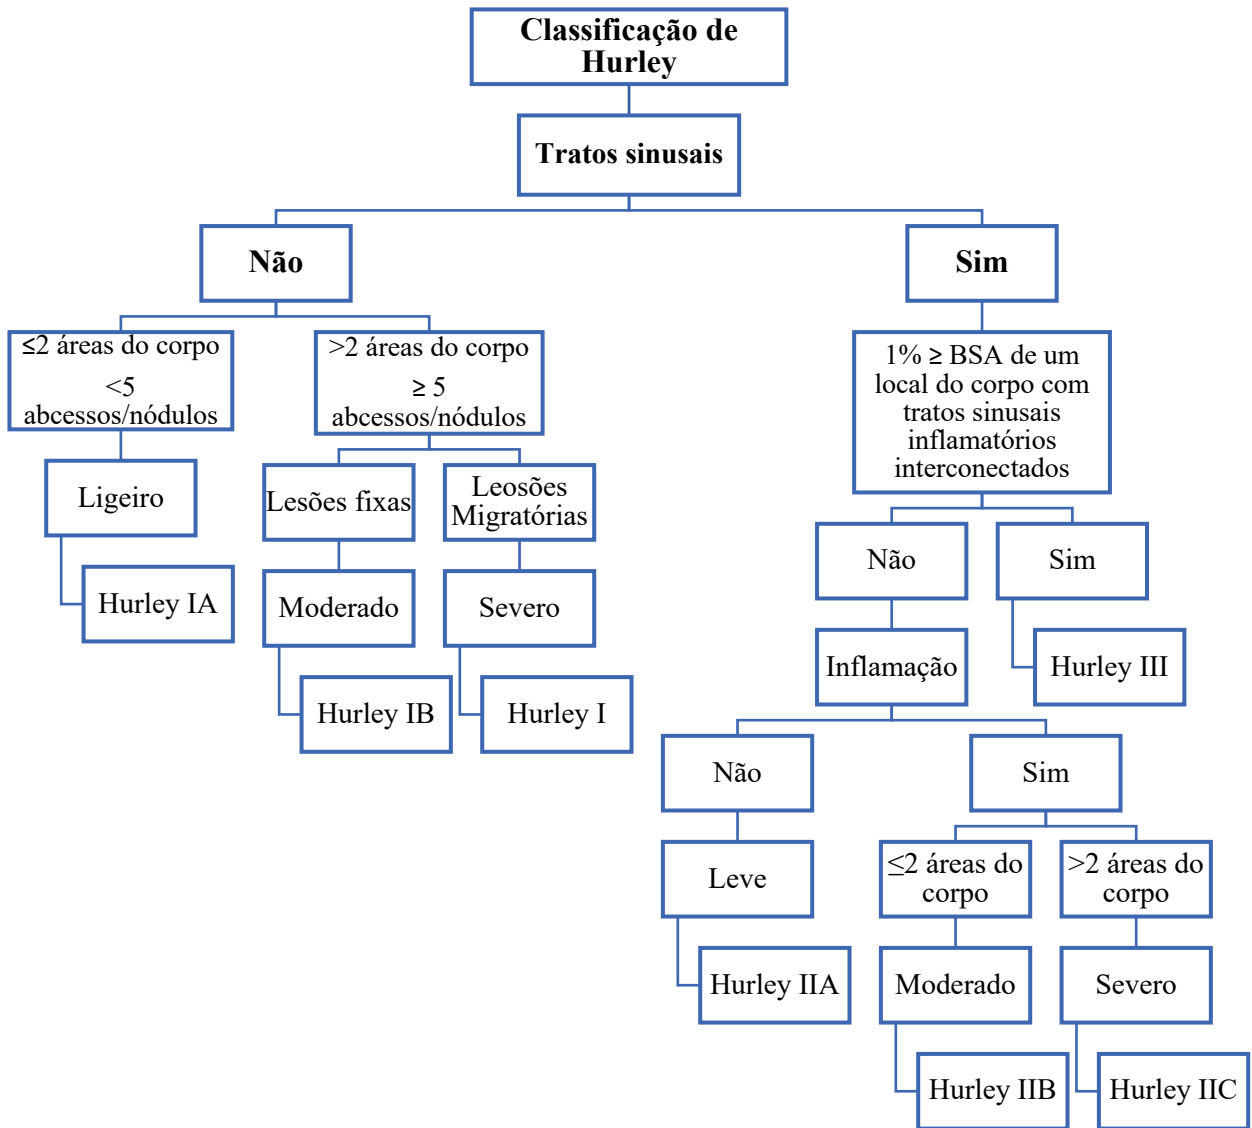 Classificação de
Hurley
Tratos sinusais
Não
Sim
≤2 áreas do corpo
<5
abcessos/nódulos
>2 áreas do corpo
≥ 5
abcessos/nódulos
1% ≥ BSA de um
local do corpo com
tratos sinusais
inflamatórios
interconectados
Ligeiro
Lesões fixas
Leosões
Migratórias
Não
Sim
Hurley IA
Moderado
Severo
Inflamação
Hurley III
Hurley IB
Hurley I
Não
Sim
Leve
≤2 áreas do
corpo
>2 áreas do
corpo
Hurley IIA
Moderado
Severo
Hurley IIB
Hurley IIC